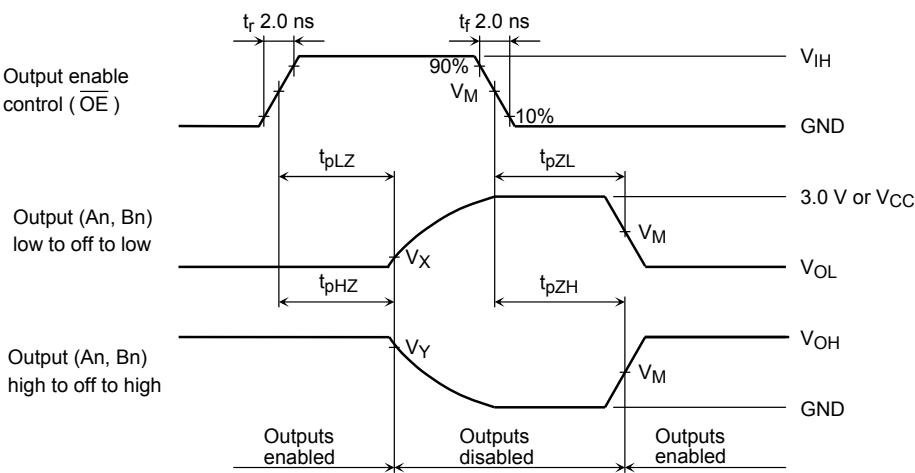 tr 2.0 ns
tf 2.0 ns
Output enable
control ( OE )
90%
VM
10%
VIH
GND
tpLZ
tpZL
Output (An, Bn)
low to off to low
VX
VM
3.0 V or VCC
VOL
tpHZ
tpZH
Output (An, Bn)
high to off to high
VY
VM
VOH
GND
Outputs
enabled
Outputs
disabled
Outputs
enabled